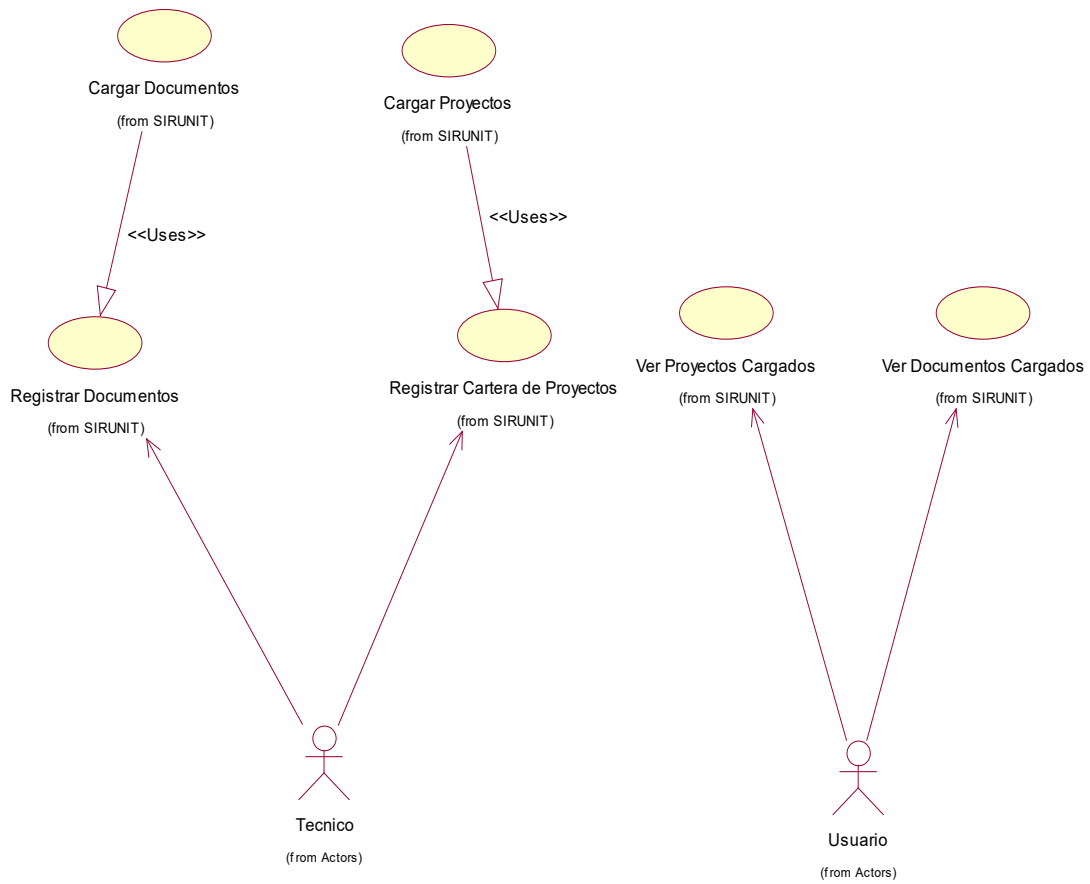 Cargar Documentos
(from SIRUNIT)
Cargar Proyectos
(from SIRUNIT)
<<Uses>>
<<Uses>>
Registrar Documentos
(from SIRUNIT)
Registrar Cartera de Proyectos
(from SIRUNIT)
Ver Proyectos Cargados
(from SIRUNIT)
Ver Documentos Cargados
(from SIRUNIT)
Tecnico
(from Actors)
Usuario
(from Actors)